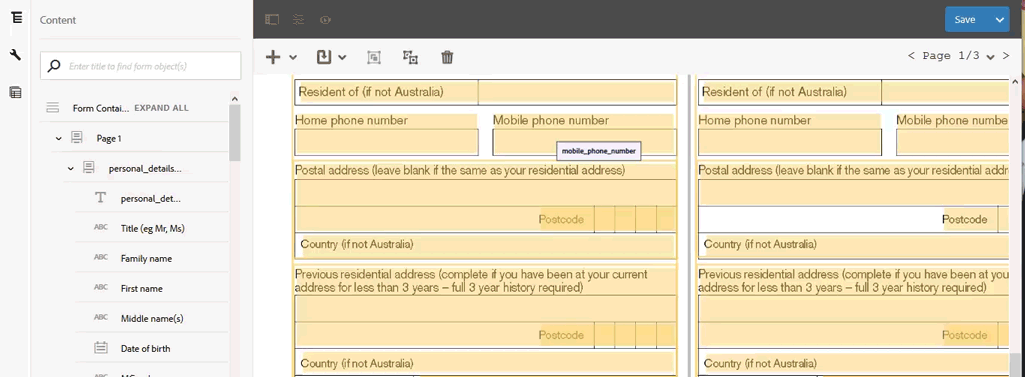 Content
Save
Enter title to find form object(s)
< Page 1/3 >
Form Contai... EXPAND ALL
Page 1
personal_details...
T personal_det...
ABC Title (eg Mr, Ms)
ABC Family name
ABC First name
ABC Middle name(s)
Date of birth
Resident of (if not Australia)
Home phone number
Mobile phone number
mobile_phone_number
Postal address (leave blank if the same as your residential address)
Postcode
Country (if not Australia)
Previous residential address (complete if you have been at your current
address for less than 3 years – full 3 year history required)
Postcode
Country (if not Australia)
Resident of (if not Australia)
Home phone number
Mobile phone number
Postal address (leave blank if the same as your residential addr
Postcode
Country (if not Australia)
Previous residential address (complete if you have been at you
address for less than 3 years – full 3 year history required)
Postcode
Country (if not Australia)